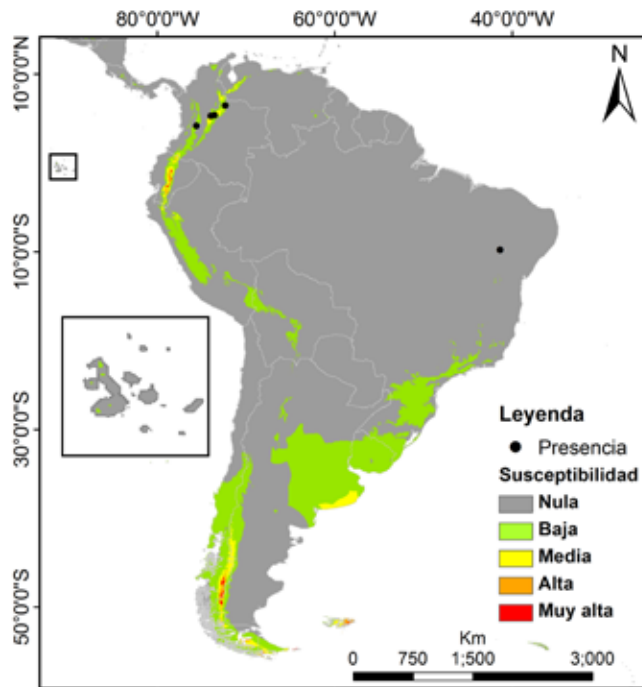 80°0'0"W 60°0'0"W 40°0'0"W
10°0'0"N
N
10°0'0"S
30°0'0"S
50°0'0"S
Leyenda
Presencia
Susceptibilidad
Nula
Baja
Media
Alta
Muy alta
Km
0 750 1:500 3;000